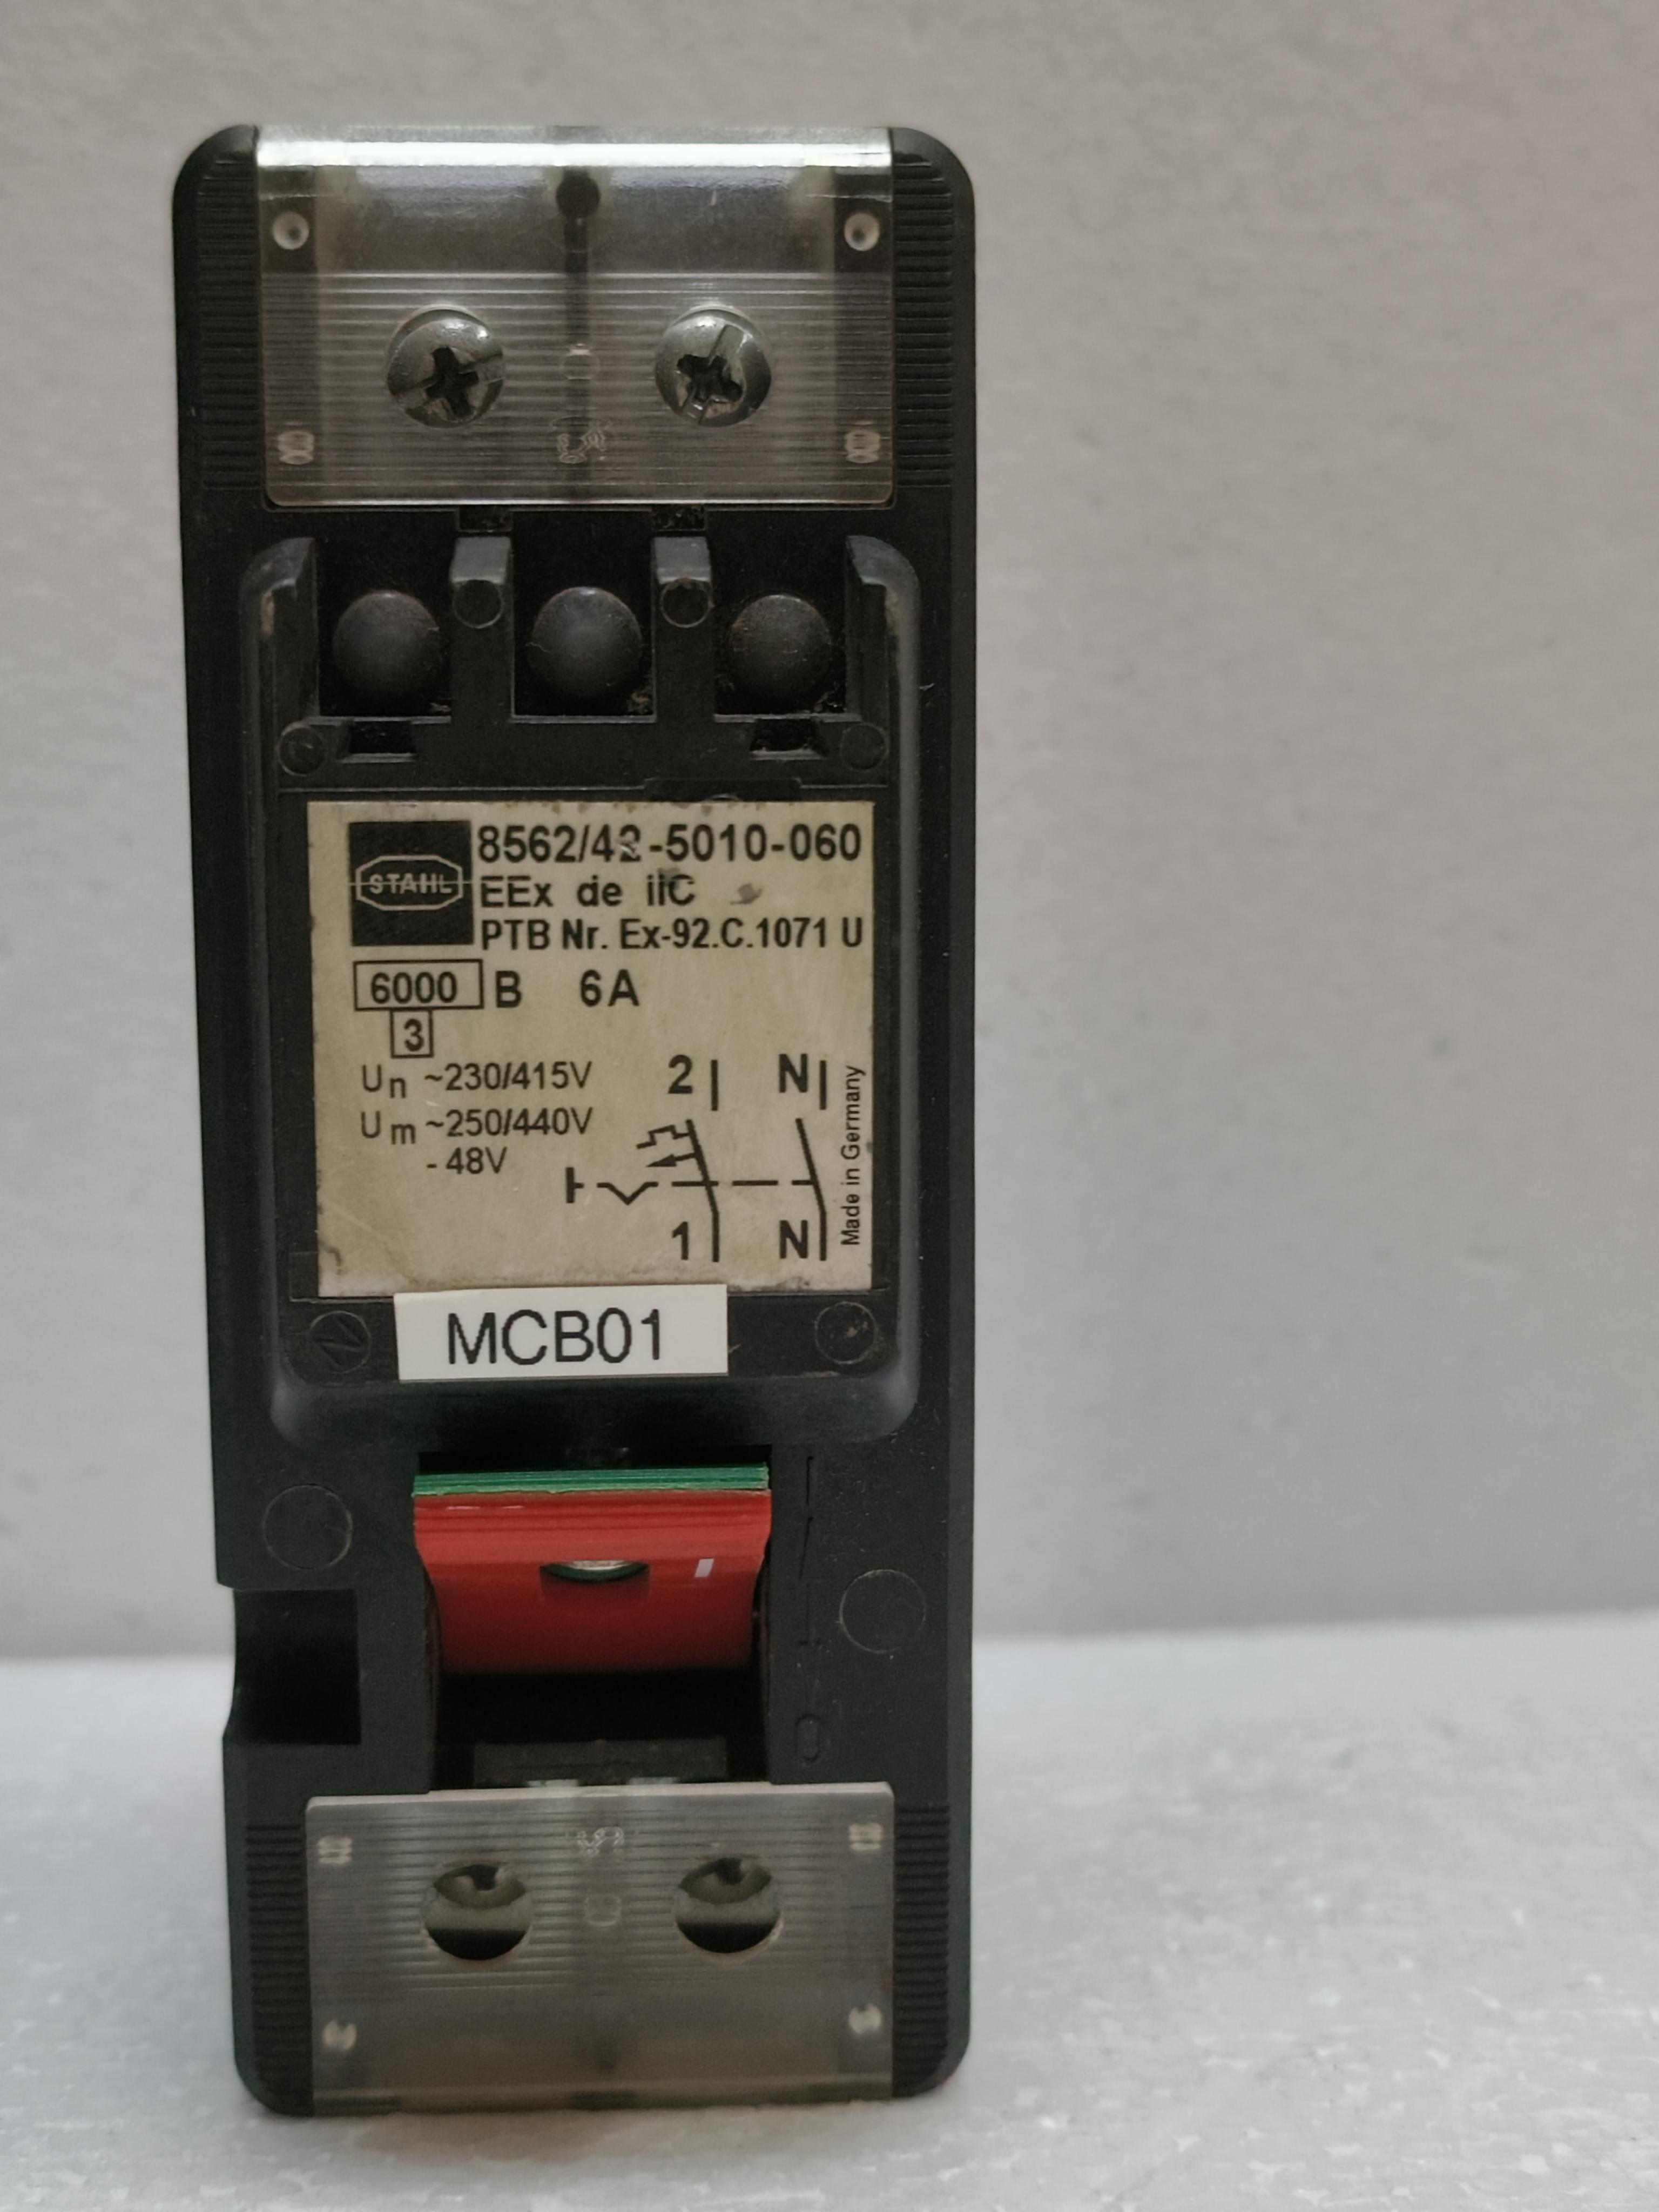 STAHL
8562/42-5010-060
EEx de IIC
PTB Nr. Ex-92.C.1071 U
6000 B 6A
3
Un ~230/415V
Um ~250/440V
- 48V
2 N
1 N
Made in Germany
MCB01
I
O